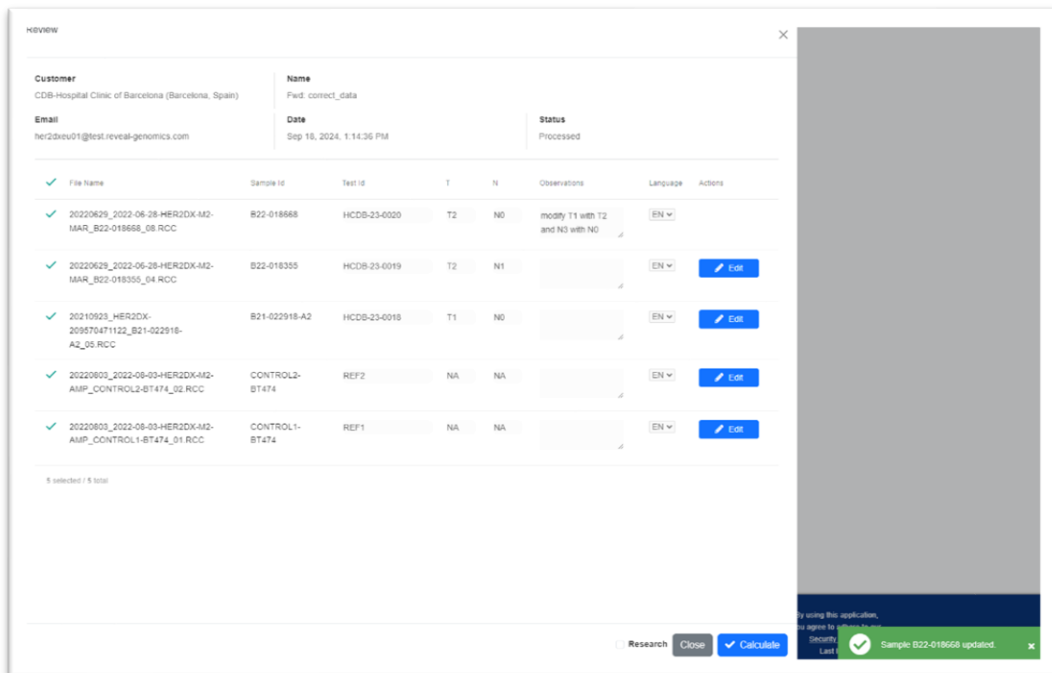 Review
Customer
Name
CDB-Hospital Clinic of Barcelona (Barcelona, Spain)
Fwd: correct_data
Email
Date
Status
her2dxeu01@test.reveal-genomics.com
Sep 18, 2024, 1:14:36 PM
Processed
File Name Sample Id Test Id T N Observations Language Actions
20220629_2022-06-28-HER2DX-M2- B22-018668 HCDB-23-0020 T2 N0 modify T1 with T2 EN
MAR_B22-018668_08.RCC and N3 with N0
20220629_2022-06-28-HER2DX-M2- B22-018355 HCDB-23-0019 T2 N1 EN Edit
MAR_B22-018355_04.RCC
20210923_HER2DX- B21-022918-A2 HCDB-23-0018 T1 N0 EN Edit
209570471122_B21-022918-
A2_05.RCC
20220803_2022-08-03-HER2DX-M2- CONTROL2- REF2 NA NA EN Edit
AMP_CONTROL2-BT474_02.RCC BT474
20220803_2022-08-03-HER2DX-M2- CONTROL1- REF1 NA NA EN Edit
AMP_CONTROL1-BT474_01.RCC BT474
5 selected / 5 total
y using this application,
ou agree to adhere to our
Security
Last
Research Close Calculate
Sample B22-018668 updated.